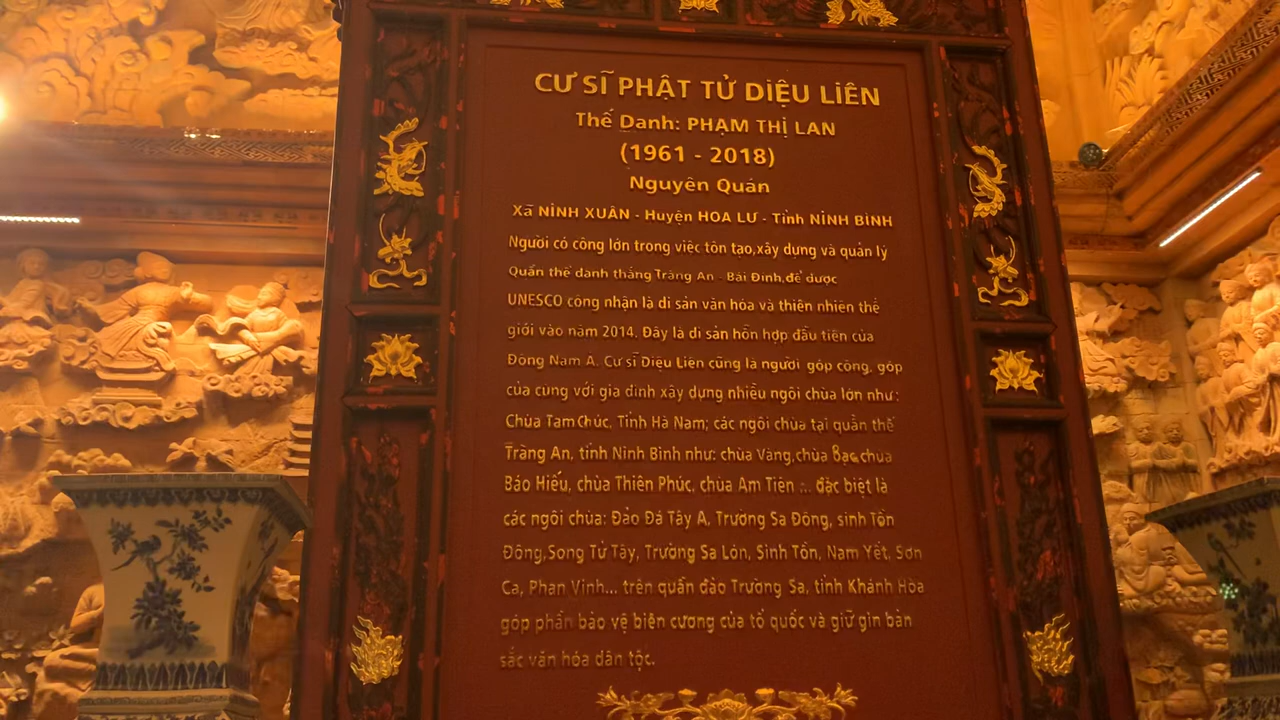 CƯ SĨ PHẬT TỬ DIỆU LIÊN
Thế Danh: PHẠM THỊ LAN
(1961 - 2018)
Nguyên Quán
Xã NINH XUÂN - Huyện HOA LƯ - Tỉnh NINH BÌNH
Người có công lớn trong việc tôn tạo,xây dựng và quản lý
Quần thể danh thắng Tràng An - Bái Đính,để được
UNESCO công nhận là di sản văn hóa và thiên nhiên thế
giới vào năm 2014. Đây là di sản hỗn hợp đầu tiên của
Đông Nam Á. Cư sĩ Diệu Liên cũng là người góp công, góp
của cùng với gia đình xây dựng nhiều ngôi chùa lớn như:
Chùa Tam Chúc, Tỉnh Hà Nam; các ngôi chùa tại quần thể
Tràng An, tỉnh Ninh Bình như: chùa Vàng,chùa Bạc,chùa
Báo Hiếu, chùa Thiên Phúc, chùa Am Tiên ... đặc biệt là
các ngôi chùa: Đảo Đá Tây A, Trường Sa Đông, sinh Tồn
Đông,Song Tử Tây, Trường Sa Lớn, Sinh Tồn, Nam Yết, Sơn
Ca, Phan Vinh... trên quần đảo Trường Sa, tỉnh Khánh Hòa
góp phần bảo vệ biên cương của tổ quốc và giữ gìn bản
sắc văn hóa dân tộc.